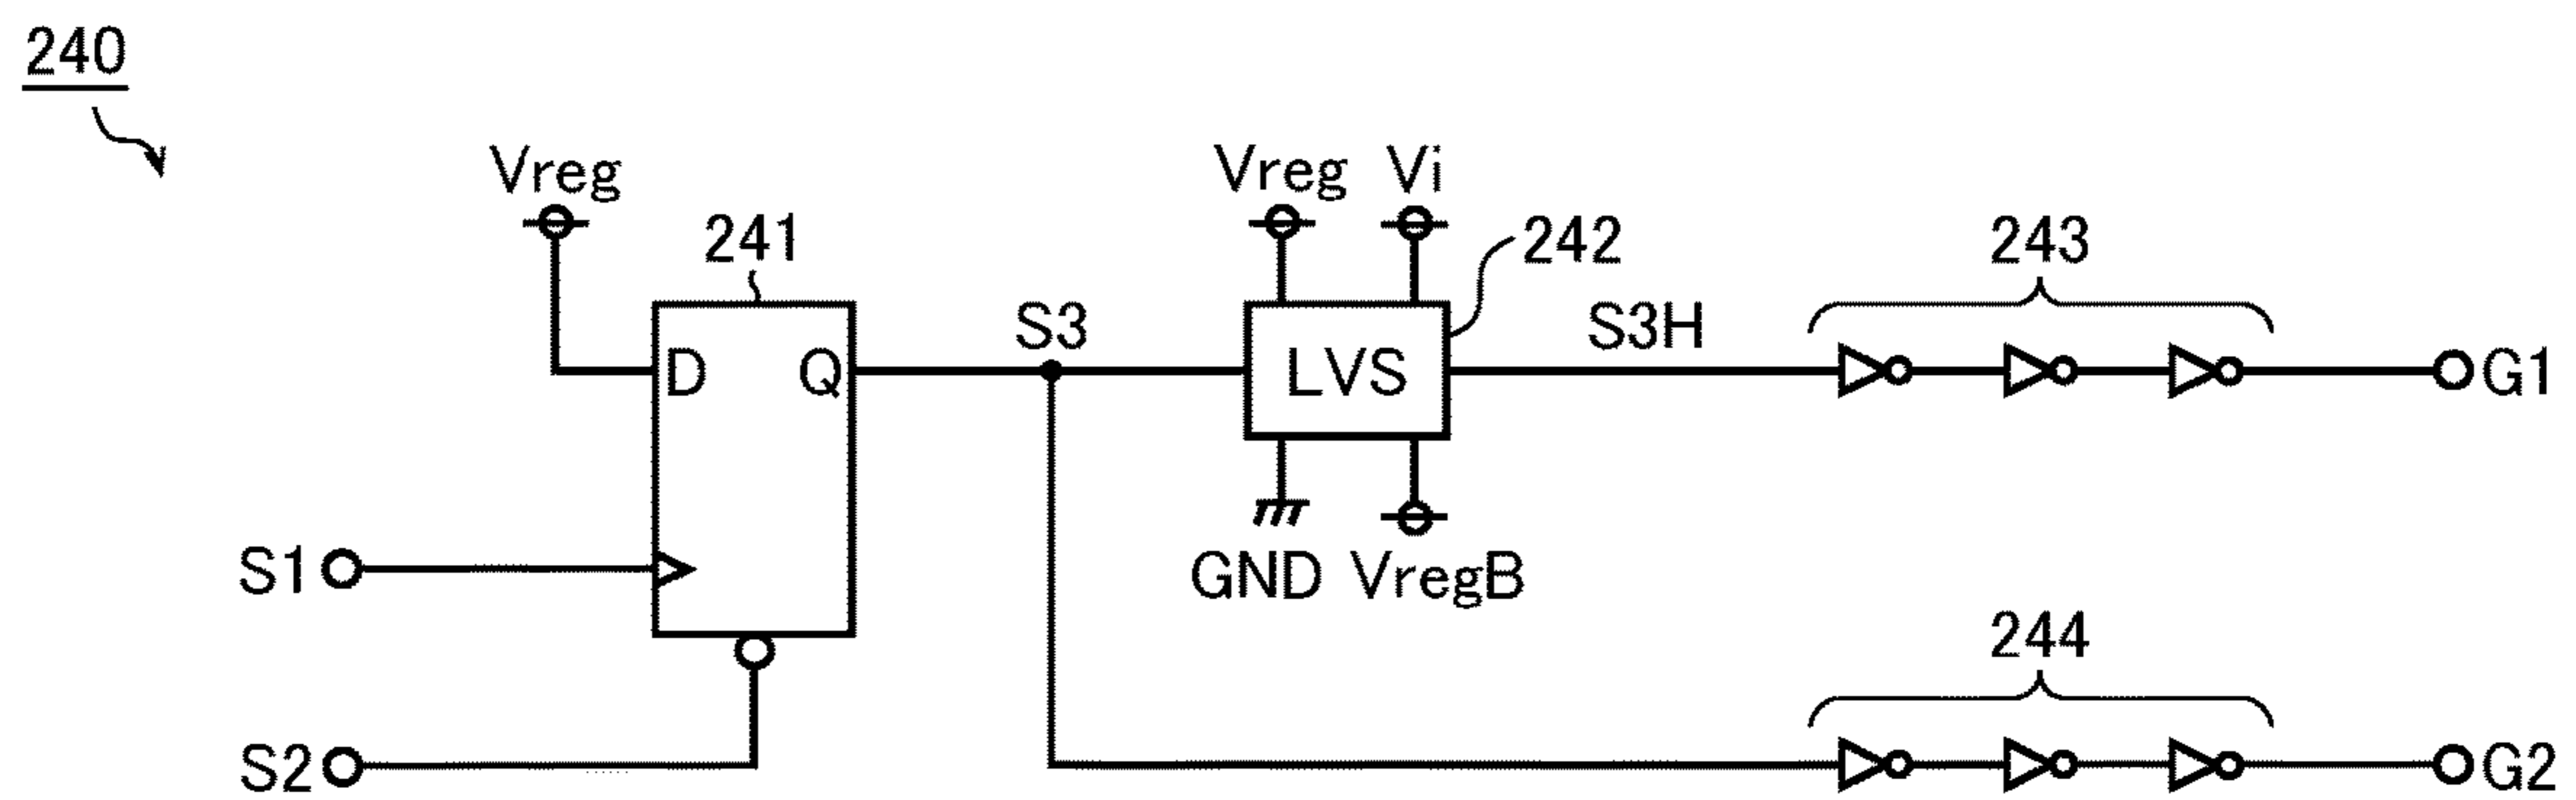 240
Vreg
Vreg
Vi
241
242
243
S3
S3H
D
Q
LVS
G1
S1
GND
VregB
244
S2
G2